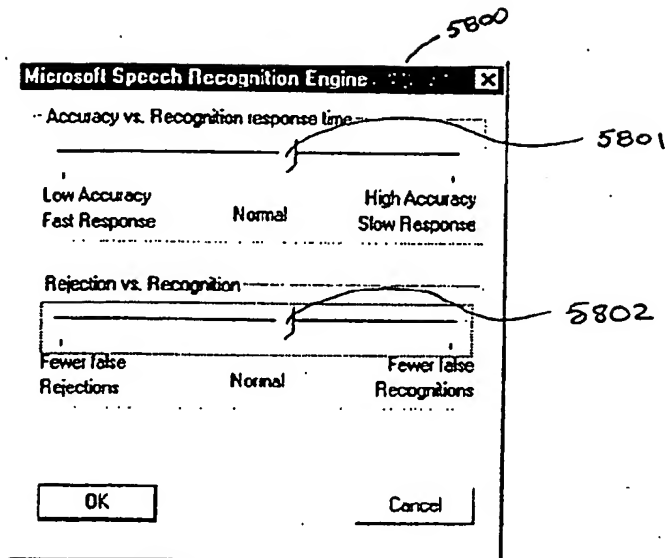 5800
Microsoft Speech Recognition Engine
Accuracy vs. Recognition response time
5801
Low Accuracy
Fast Response
Normal
High Accuracy
Slow Response
Rejection vs. Recognition
5802
Fewer false
Rejections
Normal
Fewer false
Recognitions
OK
Cancel